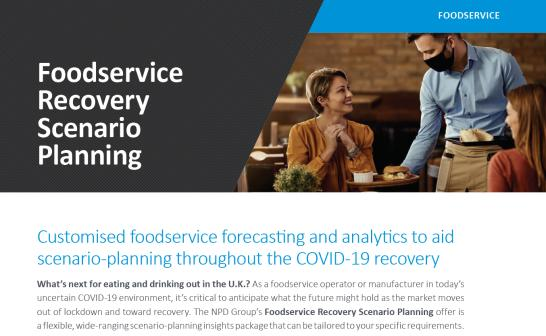 FOODSERVICE
Foodservice
Recovery
Scenario
Planning
Customised foodservice forecasting and analytics to aid
scenario-planning throughout the COVID-19 recovery
What's next for eating and drinking out in the U.K.? As a foodservice operator or manufacturer in today's
uncertain COVID-19 environment, it's critical to anticipate what the future might hold as the market moves
out of lockdown and toward recovery. The NPD Group's Foodservice Recovery Scenario Planning offer is
a flexible, wide-ranging scenario-planning insights package that can be tailored to your specific requirements.